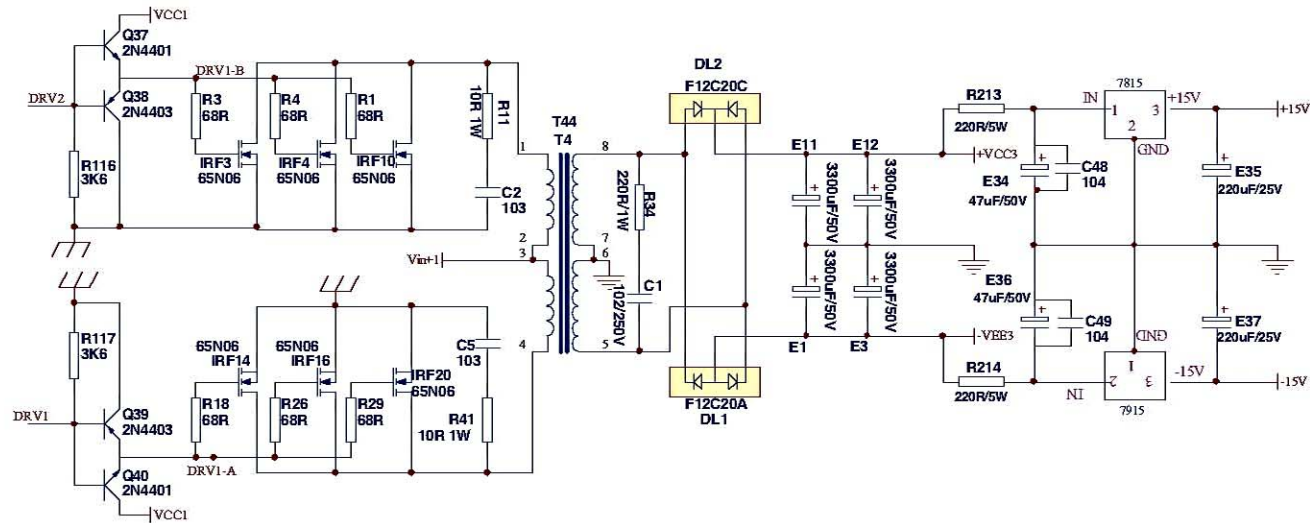 VCC1
Q37
2N4401
DRV2
Q38
2N4403
R116
3K6
DRV1-B
R3
68R
R4
68R
R1
68R
IRF3
65N06
IRF4
65N06
IRF10
65N06
R11
10R 1W
C2
103
T44
T4
1
2
3
4
8
7
6
5
Vin+1
R34
220R/1W
C1
102/250V
DL2
F12C20C
F12C20A
DL1
E11
3300uF/50V
E12
3300uF/50V
3300uF/50V
E1
3300uF/50V
E3
R213
220R/5W
+VCC3
-VEE3
R214
220R/5W
IN
7815
1
2
3
GND
+15V
+15V
E34
47uF/50V
C48
104
E35
220uF/25V
E36
47uF/50V
C49
104
E37
220uF/25V
GND
1
2
3
IN
7915
-15V
-15V
R117
3K6
DRV1
Q39
2N4403
Q40
2N4401
VCC1
65N06
IRF14
65N06
IRF16
IRF20
65N06
R18
68R
R26
68R
R29
68R
DRV1-A
C5
103
R41
10R 1W